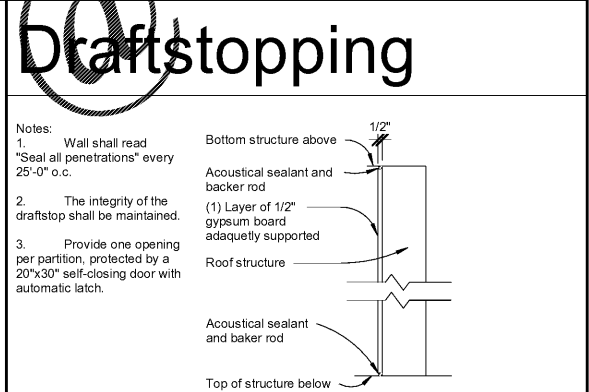 Draftstopping
Notes:
1. Wall shall read
"Seal all penetrations" every
25'-0" o.c.
2. The integrity of the
draftstop shall be maintained.
3. Provide one opening
per partition, protected by a
20"x30" self-closing door with
automatic latch.
1/2"
Bottom structure above
Acoustical sealant and
backer rod
(1) Layer of 1/2"
gypsum board
adaquetly supported
Roof structure
Acoustical sealant
and baker rod
Top of structure below